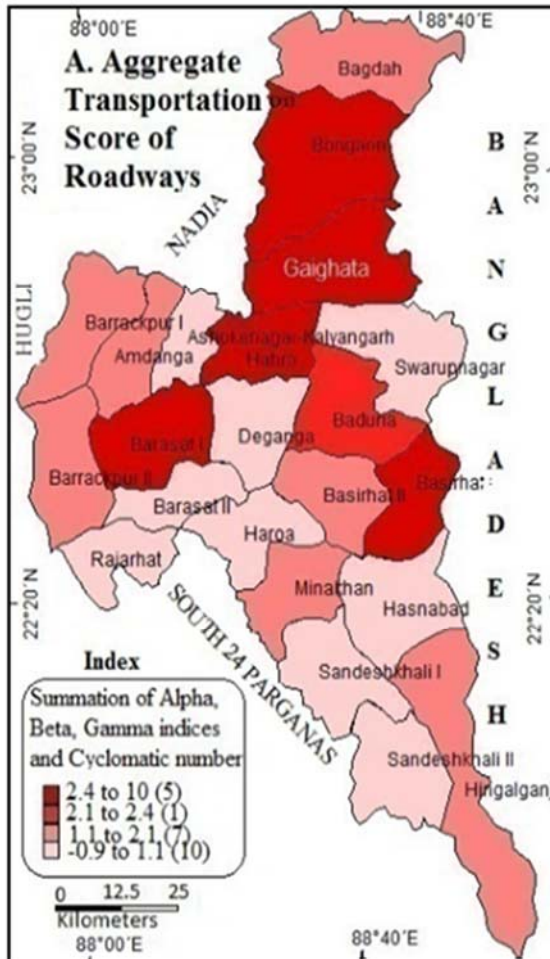 88°00′E
88°40′E
A. Aggregate
Transportation on
Score of
Roadways
Bagdah
23°00′N
23°00′N
Bongaon
NADIA
BANGLADESH
Gaighata
HUGLI
Barrackpur I
Ashokenagar-Kalyangarh
Amdanga
Habra
Swarupnagar
Baduria
Barasat I
Deganga
Barrackpur II
Basirhat II
Barasat II
Haroa
Rajarhat
Minakhan
22°20′N
22°20′N
Hasnabad
SOUTH 24 PARGANAS
Index
Sandeshkhali I
Summation of Alpha,
Beta, Gamma indices
and Cyclomatic number
Sandeshkhali II
2.4 to 10 (5)
2.1 to 2.4 (1)
1.1 to 2.1 (7)
-0.9 to 1.1 (10)
0 12.5 25
Kilometers
88°00′E
88°40′E